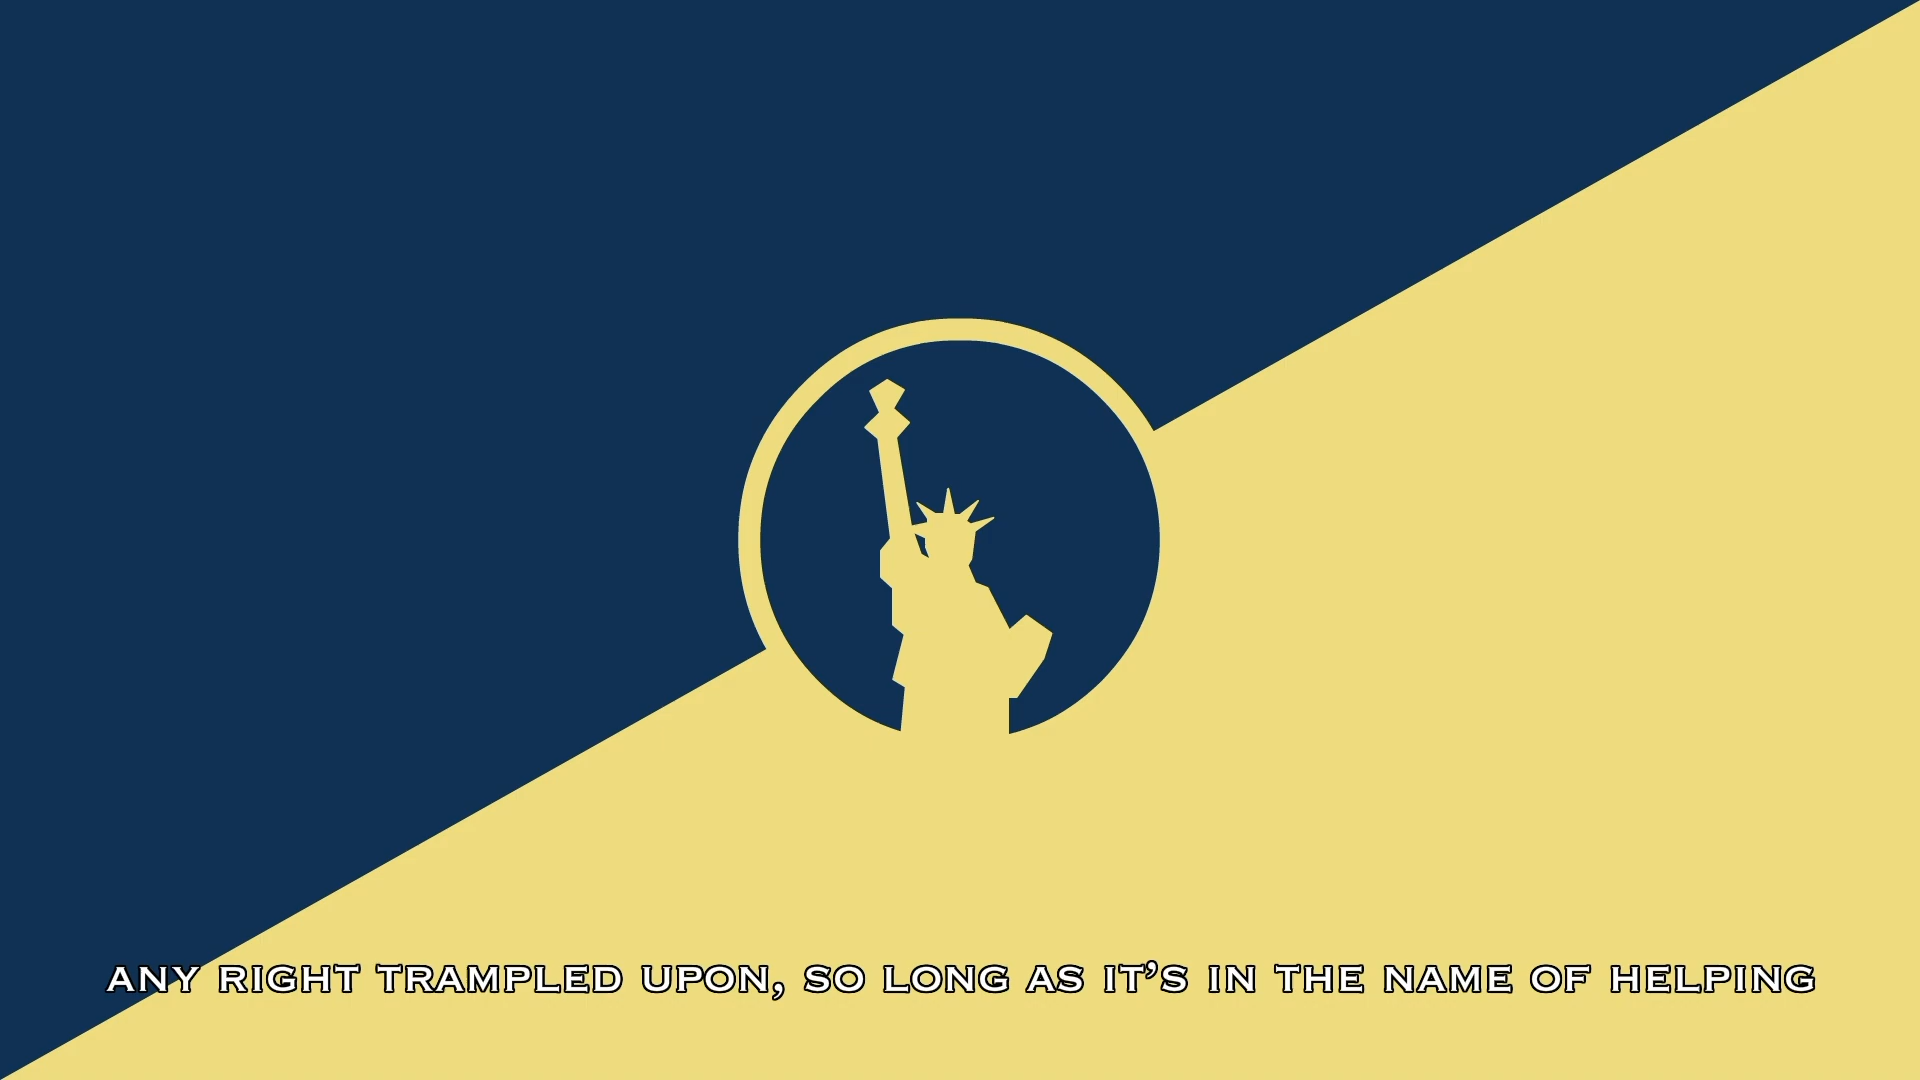 ANY RIGHT TRAMPLED UPON, SO LONG AS IT’S IN THE NAME OF HELPING